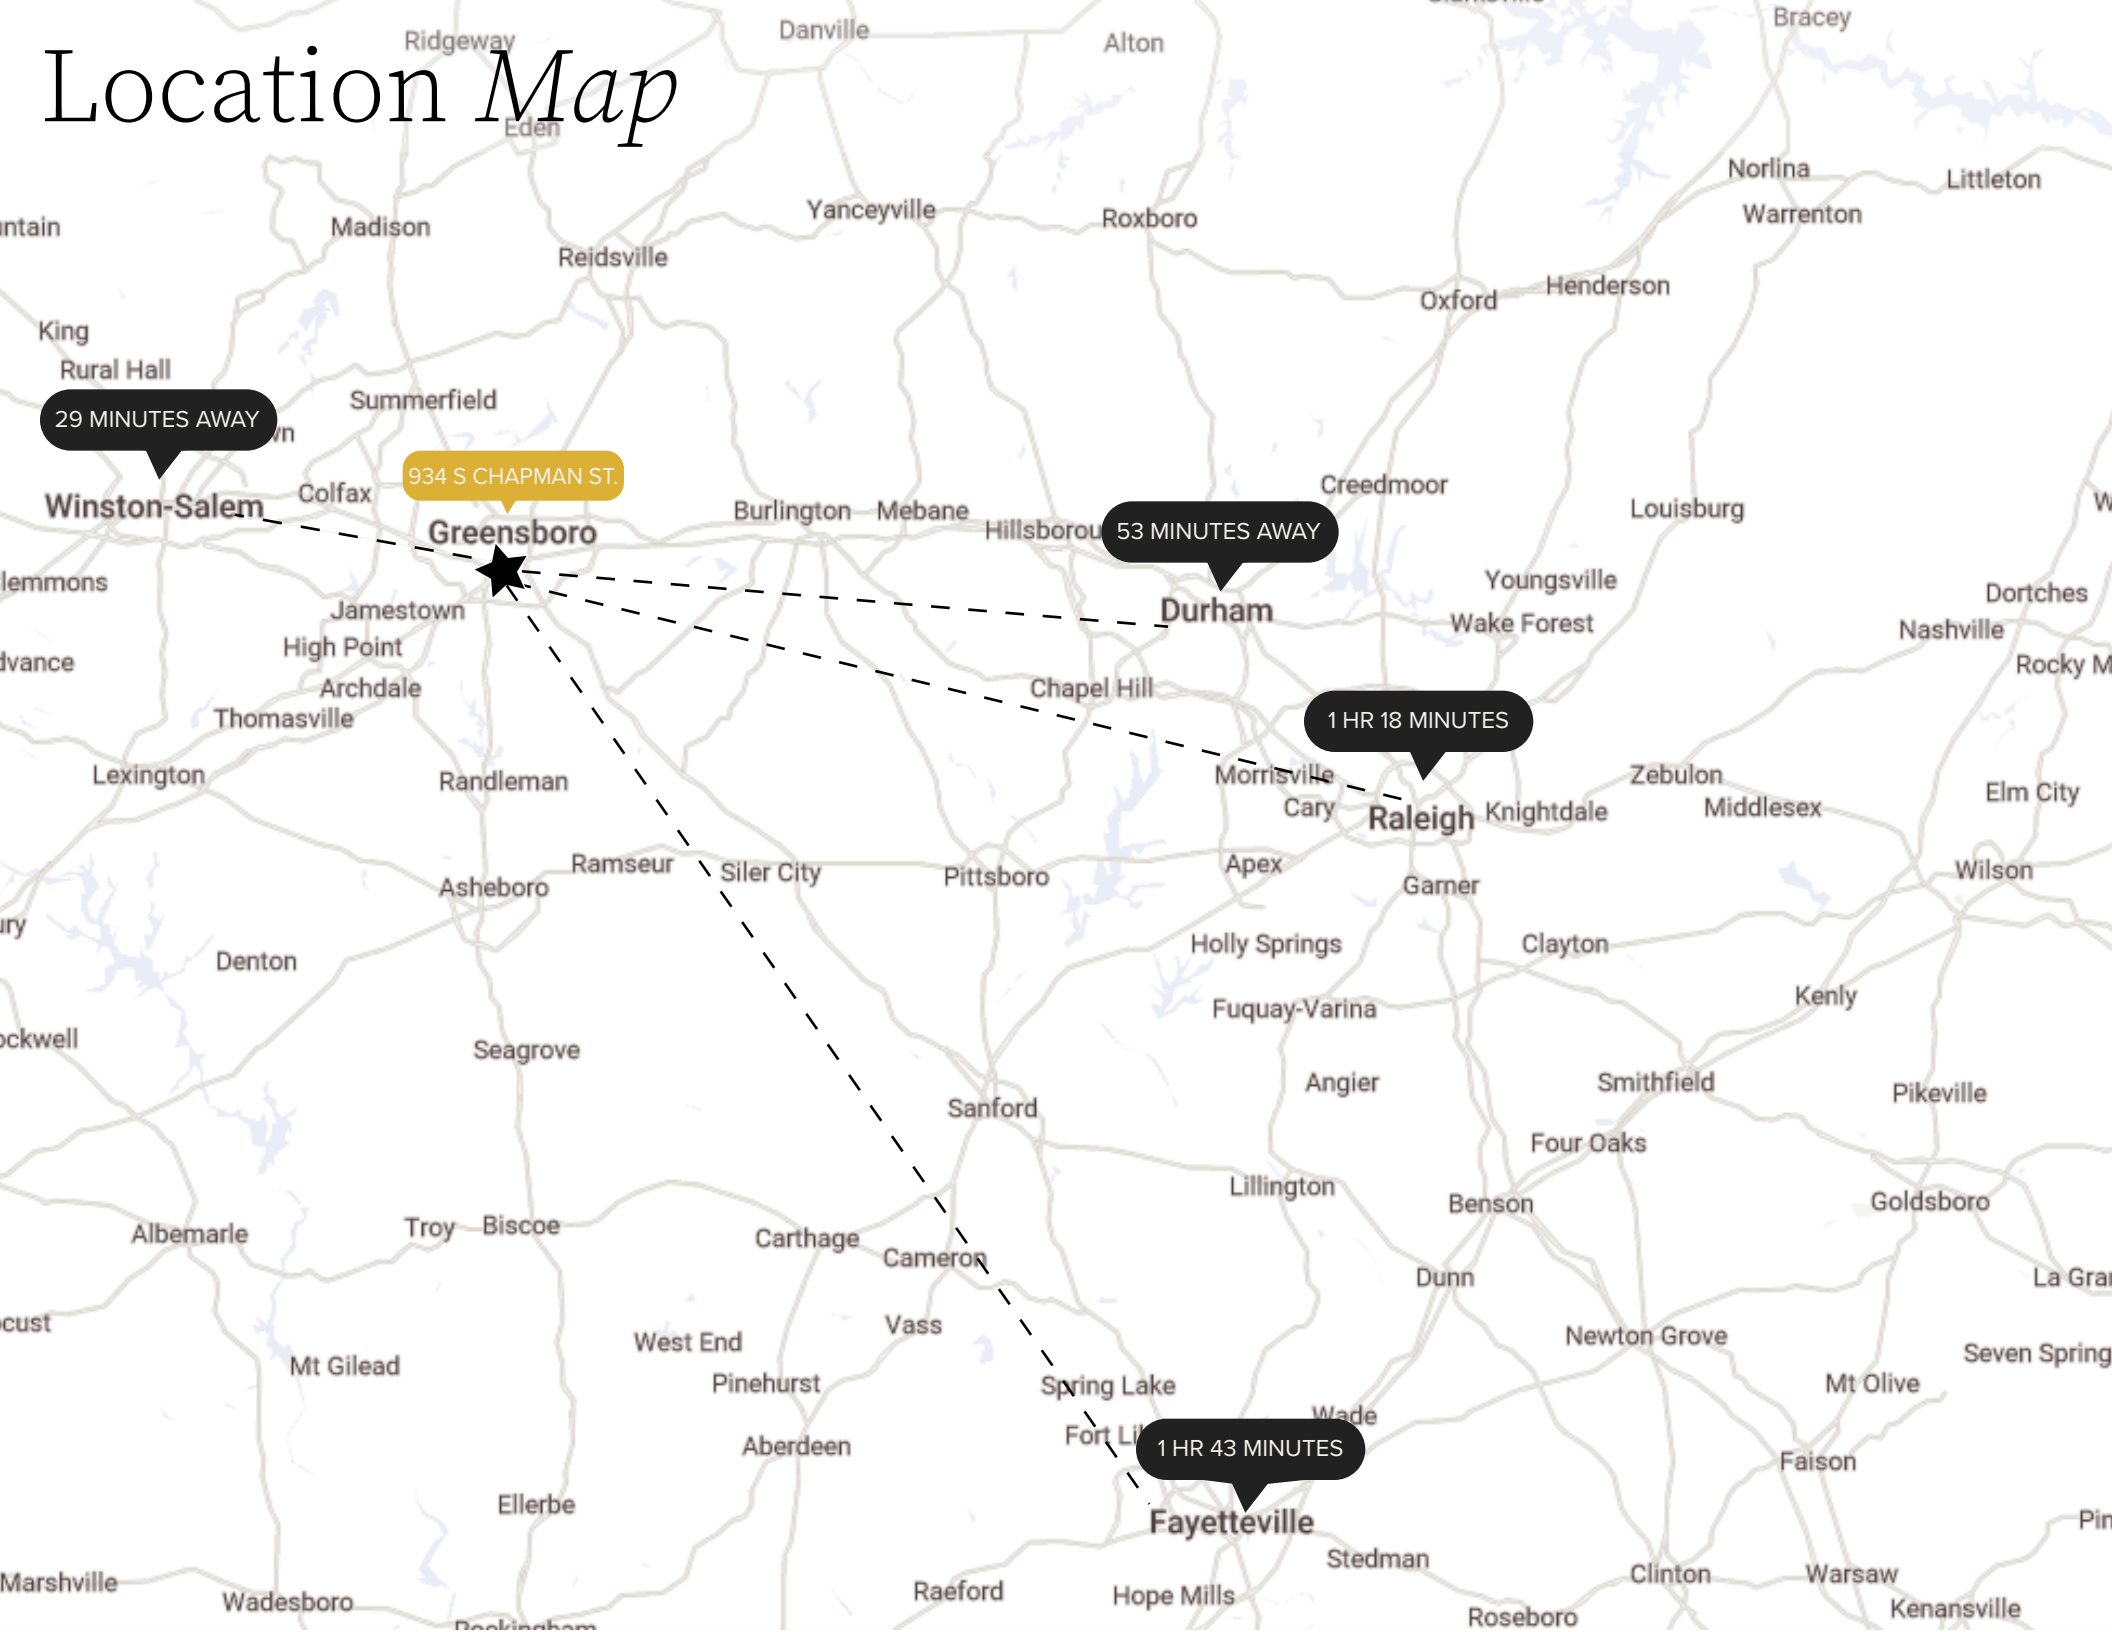 Location Map
Ridgeway
Danville
Alton
Bracey
Eden
Norlina
Littleton
Yanceyville
Roxboro
Warrenton
Madison
Reidsville
Henderson
Oxford
King
Rural Hall
Summerfield
29 MINUTES AWAY
934 S CHAPMAN ST.
Creedmoor
Colfax
Winston-Salem
Burlington
Mebane
Louisburg
Greensboro
53 MINUTES AWAY
Youngsville
Dortches
Jamestown
Durham
Wake Forest
Nashville
High Point
Rocky M
Archdale
Chapel Hill
Thomasville
1 HR 18 MINUTES
Lexington
Randleman
Morrisville
Zebulon
Elm City
Cary
Raleigh
Knightdale
Middlesex
Ramseur
Siler City
Pittsboro
Apex
Wilson
Asheboro
Garner
Holly Springs
Clayton
Denton
Kenly
Fuquay-Varina
Seagrove
Angier
Smithfield
Pikeville
Sanford
Four Oaks
Lillington
Benson
Goldsboro
Albemarle
Troy
Biscoe
Carthage
Cameron
Dunn
Vass
West End
Newton Grove
Seven Spring
Mt Gilead
Pinehurst
Spring Lake
Mt Olive
Wade
Aberdeen
1 HR 43 MINUTES
Faison
Ellerbe
Fayetteville
Stedman
Marshville
Wadesboro
Raeford
Hope Mills
Clinton
Warsaw
Roseboro
Kenansville